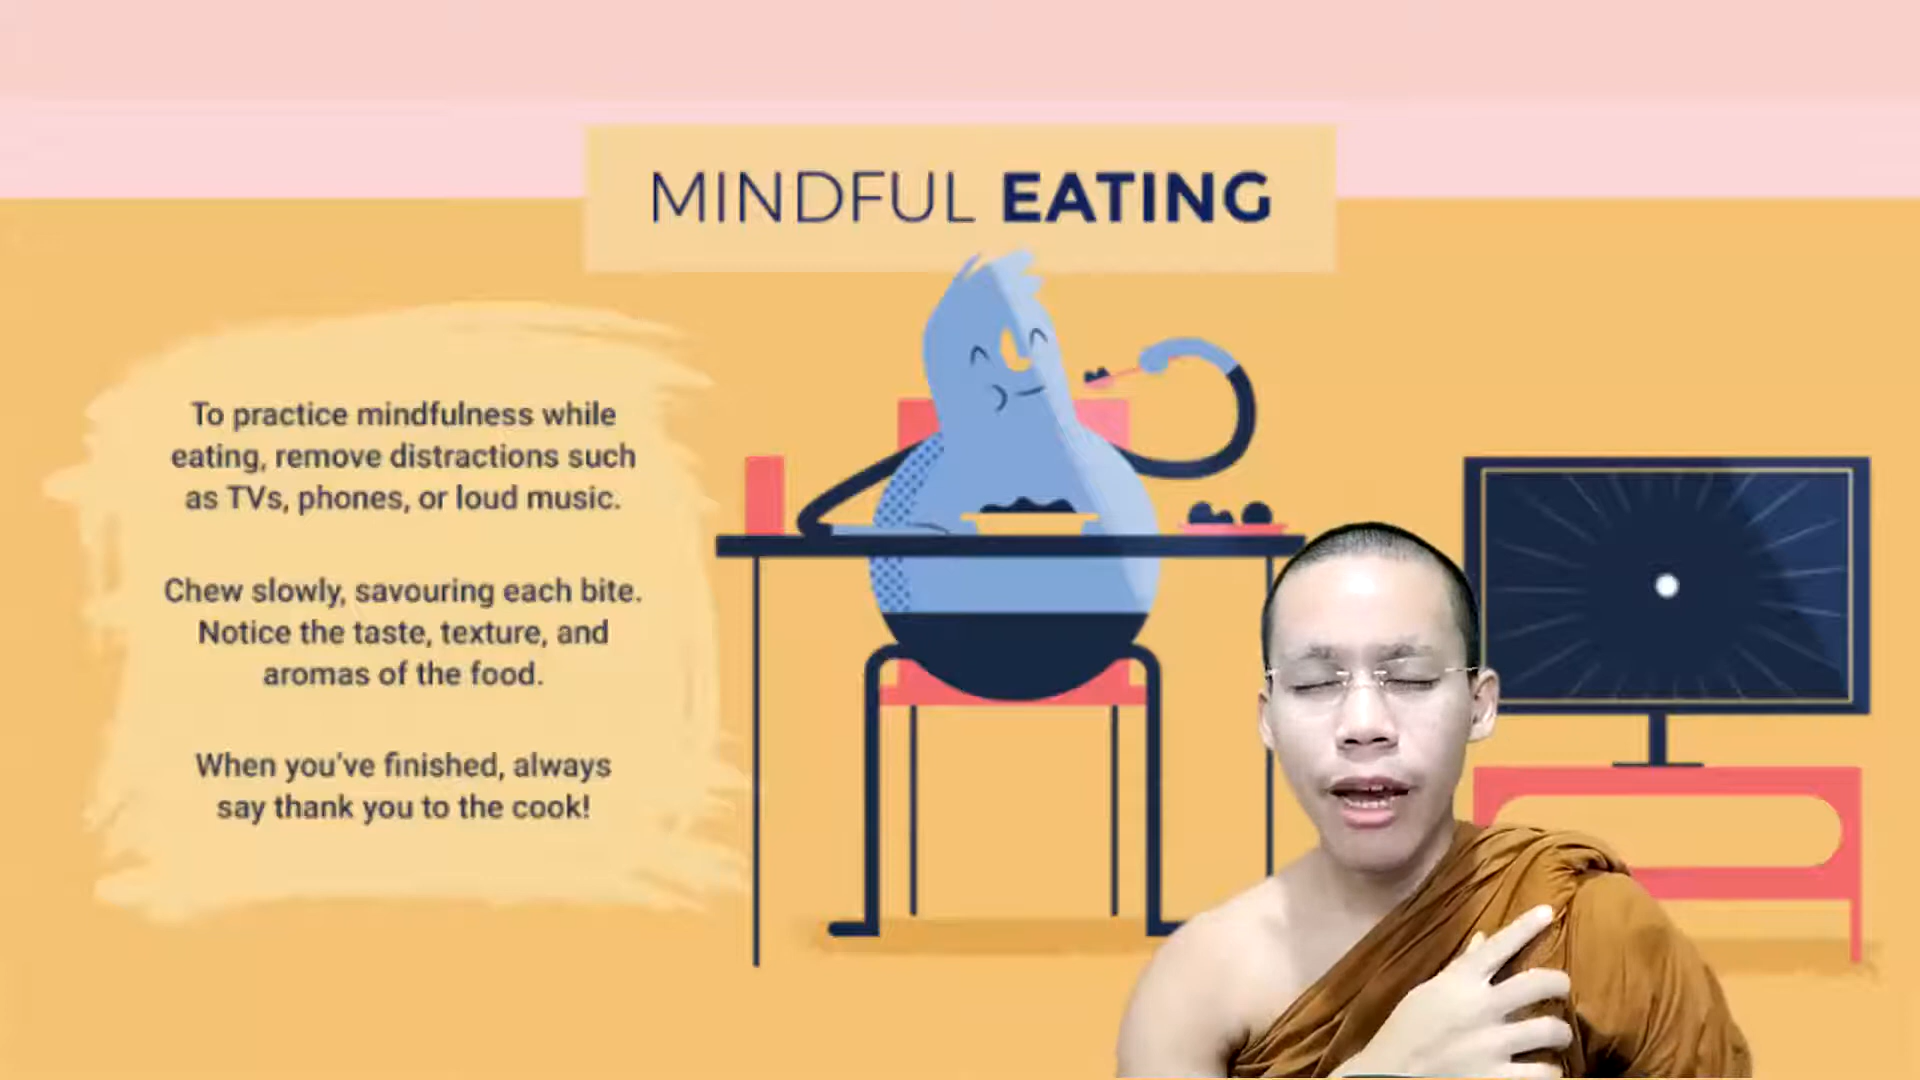 MINDFUL EATING
To practice mindfulness while
eating, remove distractions such
as TVs, phones, or loud music.
Chew slowly, savouring each bite.
Notice the taste, texture, and
aromas of the food.
When you've finished, always
say thank you to the cook!